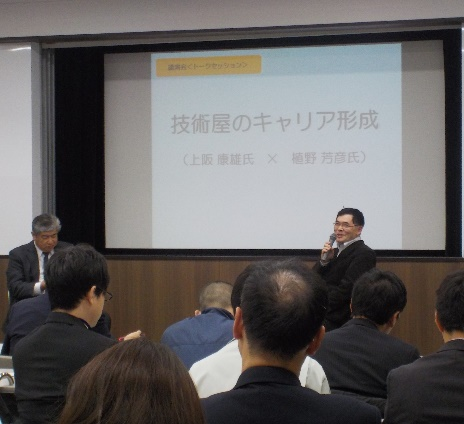 講演会<トークセッション>
技術屋のキャリア形成
(上阪 康雄氏 × 植野 芳彦氏)